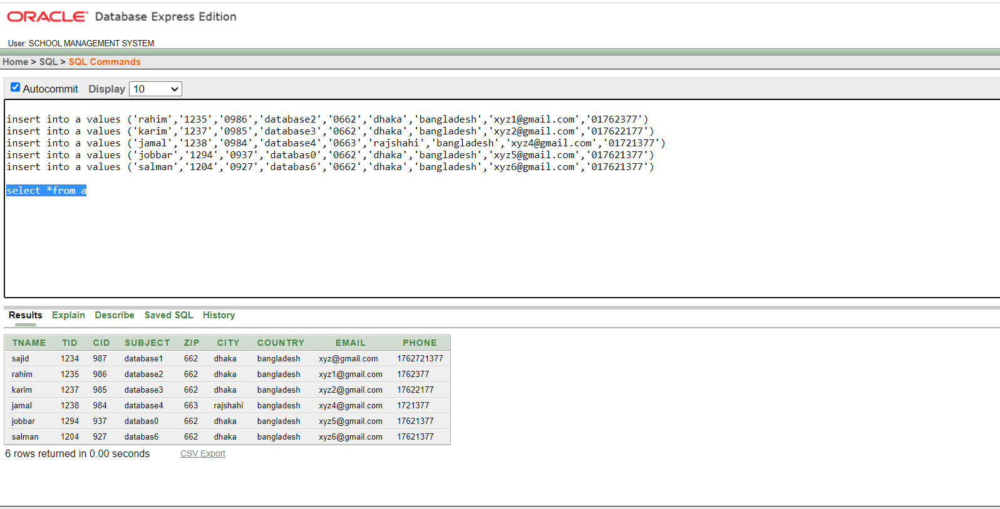 ORACLE Database Express Edition
User: SCHOOL MANAGEMENT SYSTEM
Home > SQL > SQL Commands
Autocommit Display 10
insert into a values ('rahim','1235','0986','database2','0662','dhaka','bangladesh','xyz1@gmail.com','01762377')
insert into a values ('karim','1237','0985','database3','0662','dhaka','bangladesh','xyz2@gmail.com','017622177')
insert into a values ('jamal','1238','0984','database4','0663','rajshahi','bangladesh','xyz4@gmail.com','01721377')
insert into a values ('jobbar','1294','0937','databas0','0662','dhaka','bangladesh','xyz5@gmail.com','017621377')
insert into a values ('salman','1204','0927','databas6','0662','dhaka','bangladesh','xyz6@gmail.com','017621377')
select *from a
Results Explain Describe Saved SQL History
TNAME TID CID SUBJECT ZIP CITY COUNTRY EMAIL PHONE
sajid 1234 987 database1 662 dhaka bangladesh xyz@gmail.com 1762721377
rahim 1235 986 database2 662 dhaka bangladesh xyz1@gmail.com 1762377
karim 1237 985 database3 662 dhaka bangladesh xyz2@gmail.com 17622177
jamal 1238 984 database4 663 rajshahi bangladesh xyz4@gmail.com 1721377
jobbar 1294 937 databas0 662 dhaka bangladesh xyz5@gmail.com 17621377
salman 1204 927 databas6 662 dhaka bangladesh xyz6@gmail.com 17621377
6 rows returned in 0.00 seconds CSV Export